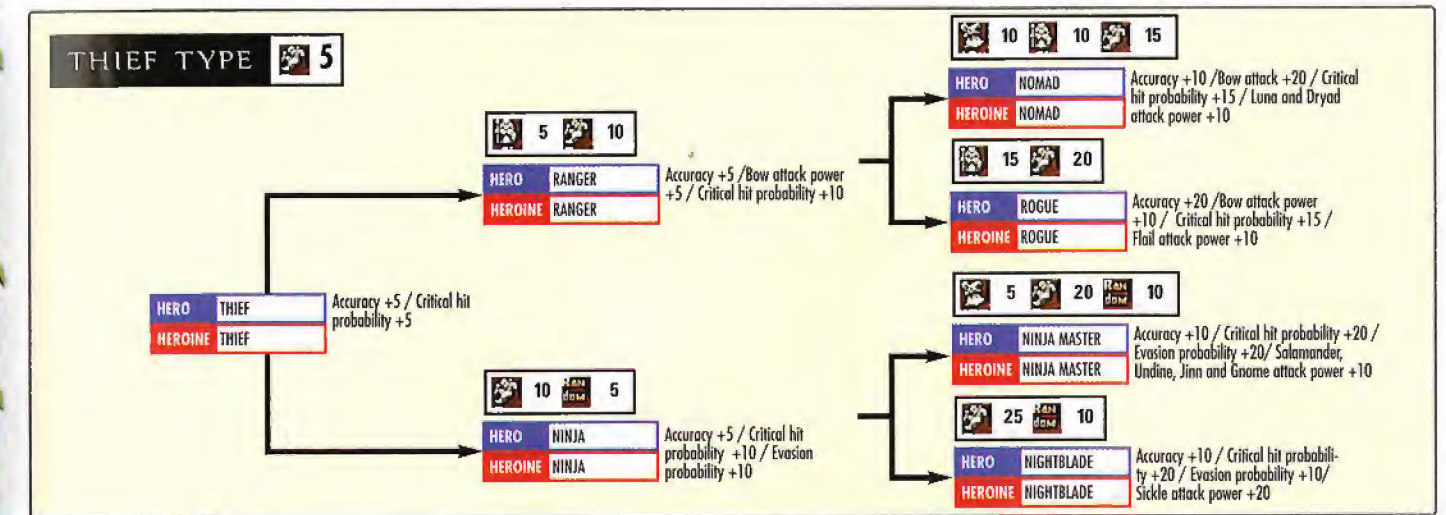 THIEF TYPE 5
10 10 15
HERO NOMAD
HEROINE NOMAD
Accuracy +10 /Bow attack +20 / Critical
hit probability +15 / Luna and Dryad
attack power +10
5 10
HERO RANGER
HEROINE RANGER
Accuracy +5 /Bow attack power
+5 / Critical hit probability +10
15 20
HERO ROGUE
HEROINE ROGUE
Accuracy +20 /Bow attack power
+10 / Critical hit probability +15 /
Flail attack power +10
HERO THIEF
HEROINE THIEF
Accuracy +5 / Critical hit
probability +5
5 20 RAN 10
dom
HERO NINJA MASTER
HEROINE NINJA MASTER
Accuracy +10 / Critical hit probability +20 /
Evasion probability +20/ Salamander,
Undine, Jinn and Gnome attack power +10
10 RAN 5
dom
HERO NINJA
HEROINE NINJA
Accuracy +5 / Critical hit
probability +10 / Evasion
probability +10
25 RAN 10
dom
HERO NIGHTBLADE
HEROINE NIGHTBLADE
Accuracy +10 / Critical hit probabili-
ty +20 / Evasion probability +10/
Sickle attack power +20